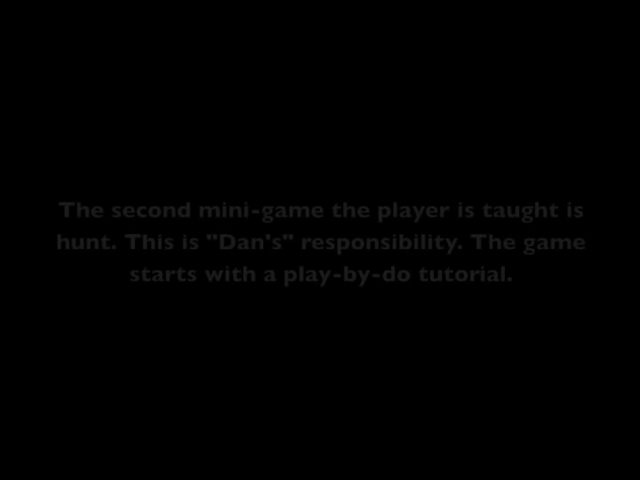 The second mini-game the player is taught is
hunt. This is "Dan's" responsibility. The game
starts with a play-by-do tutorial.